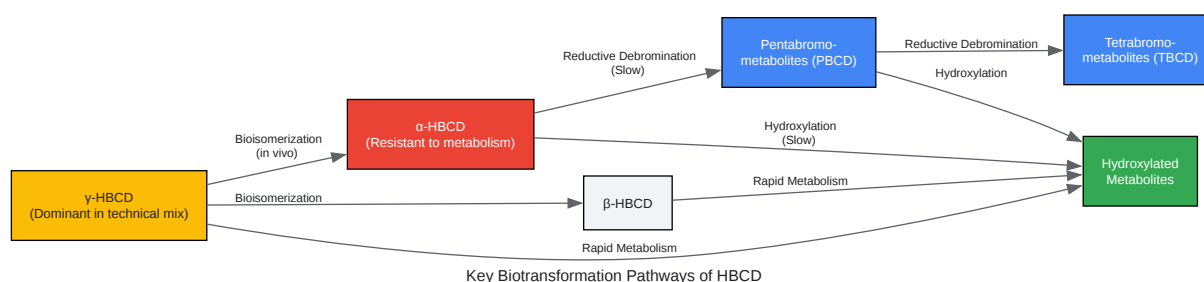 Pentabromo-
metabolites (PBCD)
Reductive Debromination
Tetrabromo-
metabolites (TBCD)
Reductive Debromination
(Slow)
Hydroxylation
α-HBCD
(Resistant to metabolism)
Hydroxylation
(Slow)
Bioisomerization
(in vivo)
Hydroxylated
Metabolites
γ-HBCD
(Dominant in technical mix)
Bioisomerization
β-HBCD
Rapid Metabolism
Rapid Metabolism
Key Biotransformation Pathways of HBCD